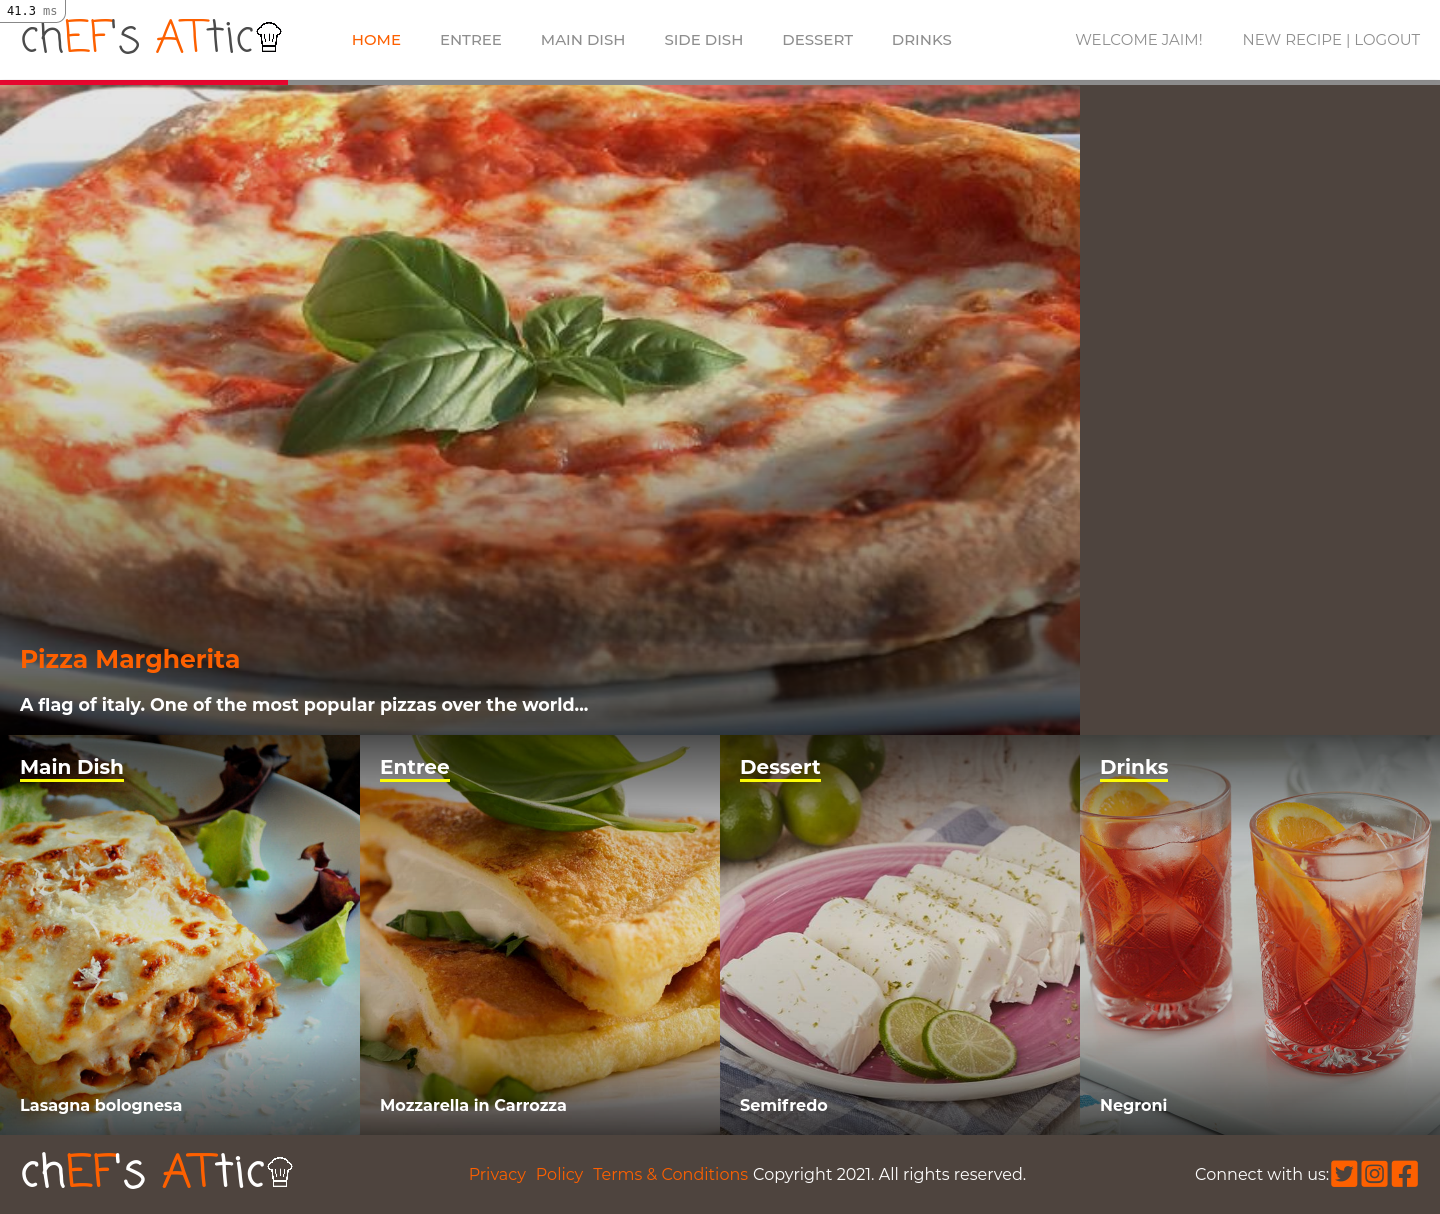 41.3 ms
chEF's ATtic
HOME ENTREE MAIN DISH SIDE DISH DESSERT DRINKS
WELCOME JAIM! NEW RECIPE | LOGOUT
Pizza Margherita
A flag of italy. One of the most popular pizzas over the world...
Main Dish
Entree
Dessert
Drinks
Lasagna bolognesa
Mozzarella in Carrozza
Semifredo
Negroni
chEF's ATtic
Privacy Policy Terms & Conditions Copyright 2021. All rights reserved.
Connect with us: